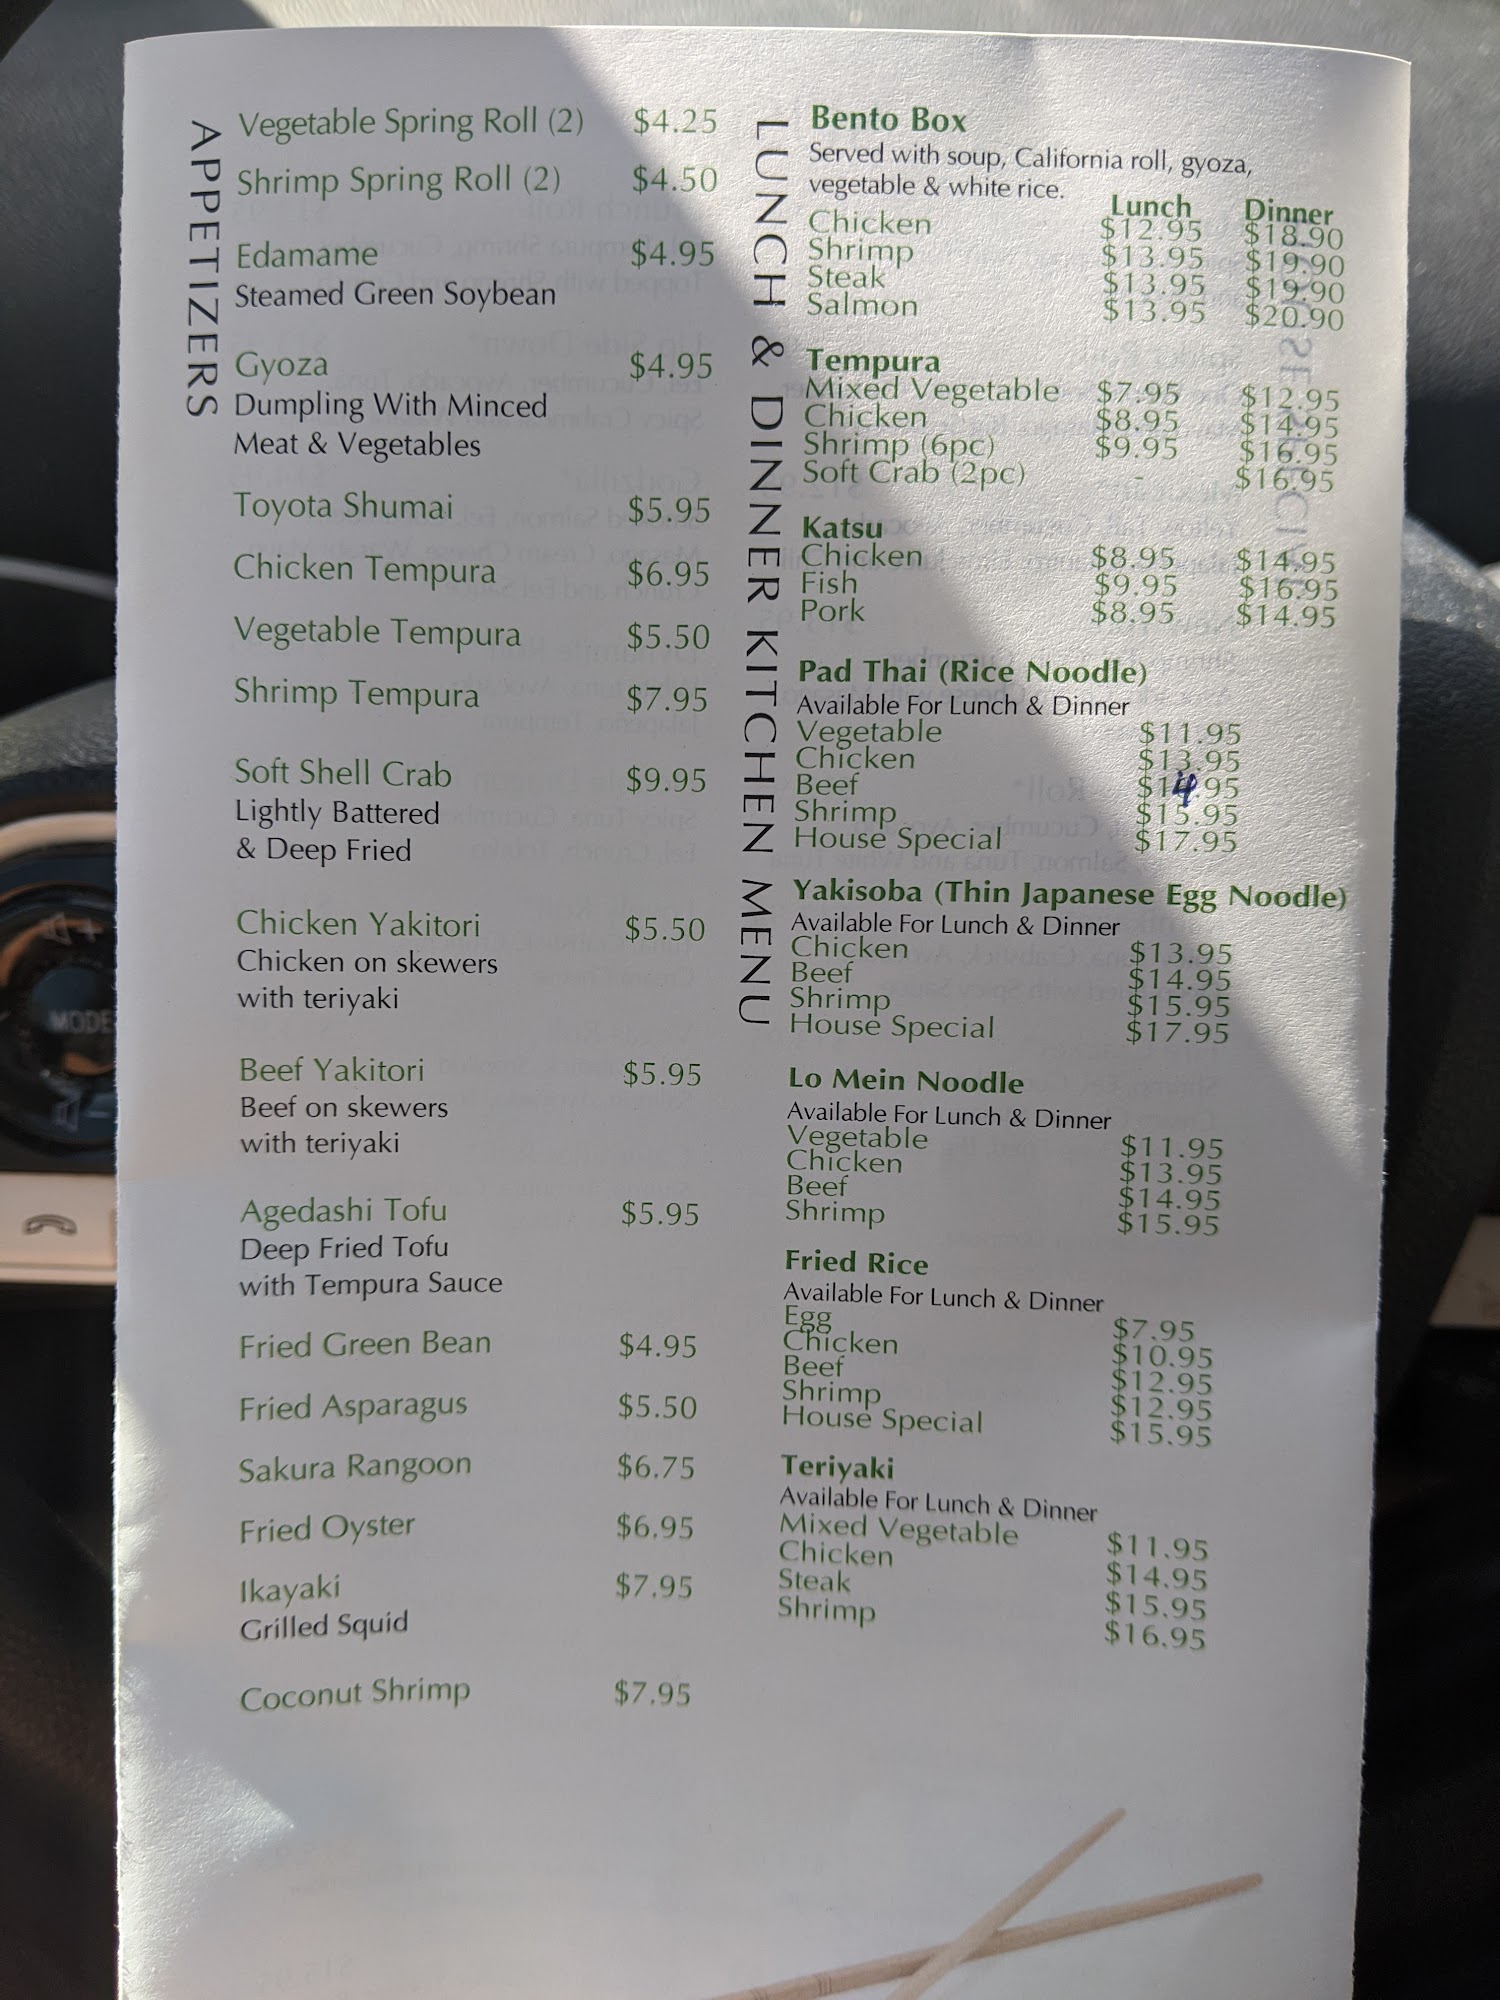 APPETIZERS
Vegetable Spring Roll (2) $4.25
Shrimp Spring Roll (2) $4.50
Edamame $4.95
Steamed Green Soybean
Gyoza $4.95
Dumpling With Minced
Meat & Vegetables
Toyota Shumai $5.95
Chicken Tempura $6.95
Vegetable Tempura $5.50
Shrimp Tempura $7.95
Soft Shell Crab $9.95
Lightly Battered
& Deep Fried
Chicken Yakitori $5.50
Chicken on skewers
with teriyaki
Beef Yakitori $5.95
Beef on skewers
with teriyaki
Agedashi Tofu $5.95
Deep Fried Tofu
with Tempura Sauce
Fried Green Bean $4.95
Fried Asparagus $5.50
Sakura Rangoon $6.75
Fried Oyster $6.95
Ikayaki $7.95
Grilled Squid
Coconut Shrimp $7.95
LUNCH & DINNER KITCHEN MENU
Bento Box
Served with soup, California roll, gyoza,
vegetable & white rice.
Lunch Dinner
Chicken $12.95 $18.90
Shrimp $13.95 $19.90
Steak $13.95 $19.90
Salmon $13.95 $20.90
Tempura
Mixed Vegetable $7.95 $12.95
Chicken $8.95 $14.95
Shrimp (6pc) $9.95 $16.95
Soft Crab (2pc) - $16.95
Katsu
Chicken $8.95 $14.95
Fish $9.95 $16.95
Pork $8.95 $14.95
Pad Thai (Rice Noodle)
Available For Lunch & Dinner
Vegetable $11.95
Chicken $13.95
Beef $14.95
Shrimp $15.95
House Special $17.95
Yakisoba (Thin Japanese Egg Noodle)
Available For Lunch & Dinner
Chicken $13.95
Beef $14.95
Shrimp $15.95
House Special $17.95
Lo Mein Noodle
Available For Lunch & Dinner
Vegetable $11.95
Chicken $13.95
Beef $14.95
Shrimp $15.95
Fried Rice
Available For Lunch & Dinner
Egg $7.95
Chicken $10.95
Beef $12.95
Shrimp $12.95
House Special $15.95
Teriyaki
Available For Lunch & Dinner
Mixed Vegetable $11.95
Chicken $14.95
Steak $15.95
Shrimp $16.95
MODE